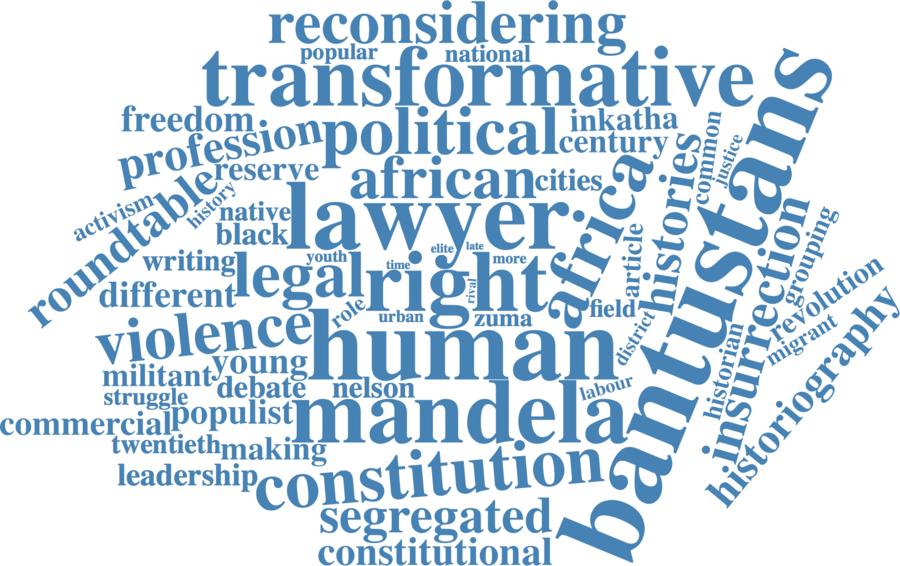 reconsidering
popular
national
transformative
freedom
profession
political
inkatha
century
reserve
african
cities
common
justice
histories
africa
bantustans
activism
roundtable
history
native
black
lawyer
elite
late
article
insurrection
grouping
writing
legal
youth
time
right
more
rival
different
role
urban
zuma
field
district
revolution
migrant
historian
historiography
violence
human
young
militant
debate
nelson
labour
struggle
commercial
populist
mandela
twentieth
making
leadership
constitution
segregated
constitutional